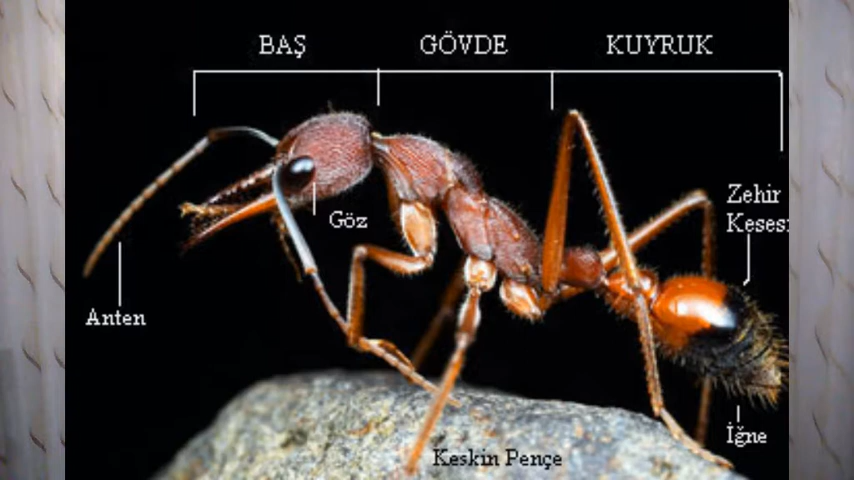 BAŞ GÖVDE KUYRUK
Zehir
Kesesi
Göz
Anten
İğne
Keskin Pençe